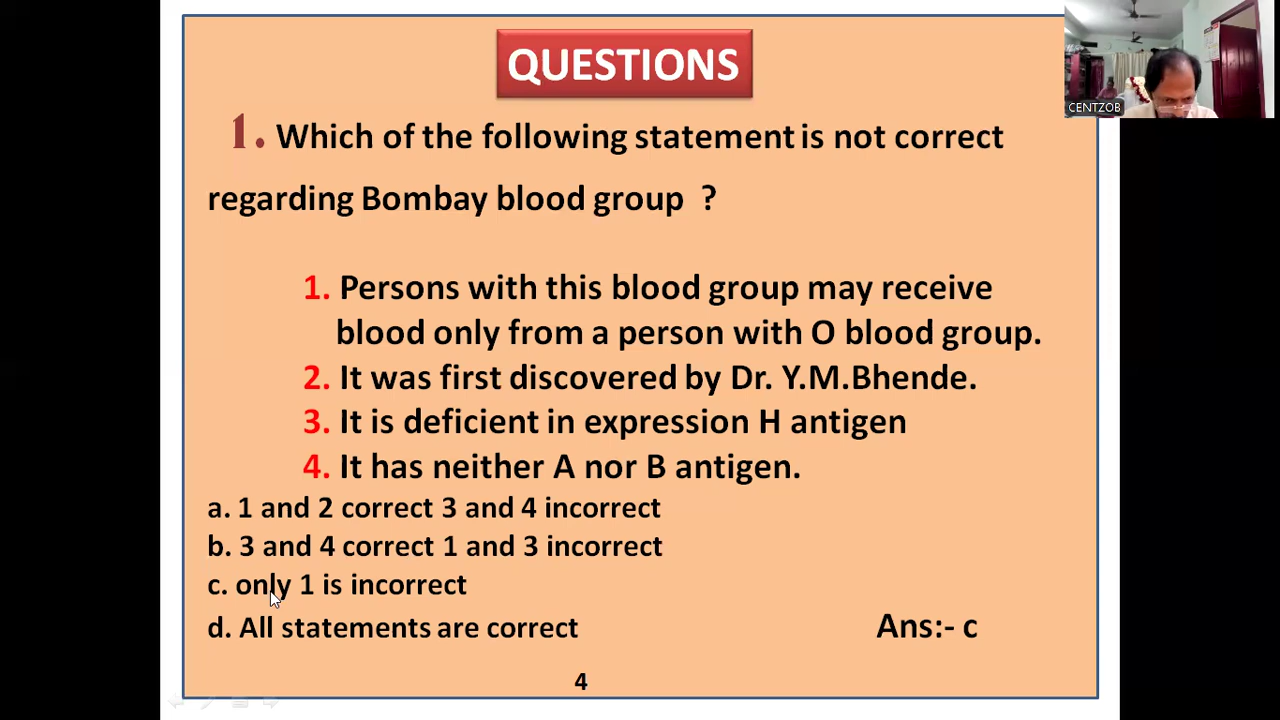 QUESTIONS
CENTZOB
1. Which of the following statement is not correct
regarding Bombay blood group ?
1. Persons with this blood group may receive
blood only from a person with O blood group.
2. It was first discovered by Dr. Y.M.Bhende.
3. It is deficient in expression H antigen
4. It has neither A nor B antigen.
a. 1 and 2 correct 3 and 4 incorrect
b. 3 and 4 correct 1 and 3 incorrect
c. only 1 is incorrect
d. All statements are correct
Ans:- c
4